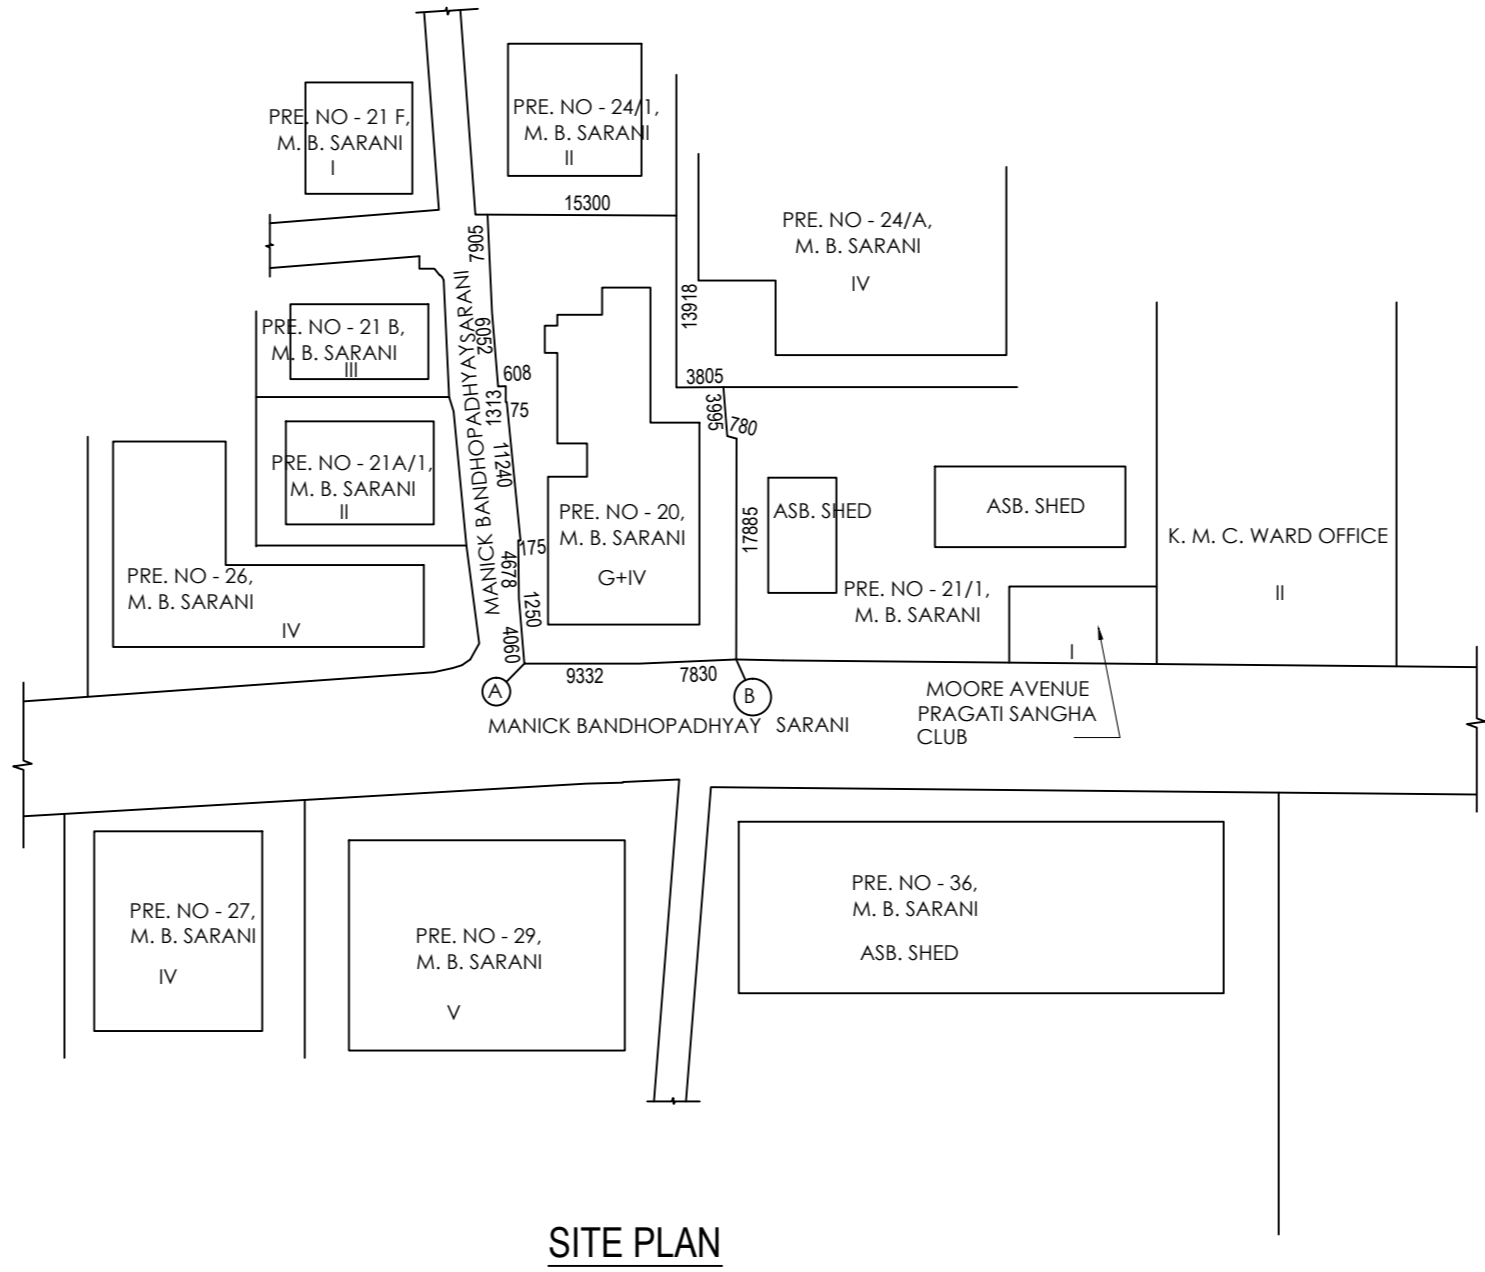 PRE. NO - 21 F,
M. B. SARANI
I
PRE. NO - 24/1,
M. B. SARANI
II
15300
7905
PRE. NO - 24/A,
M. B. SARANI
IV
13918
6052
PRE. NO - 21 B,
M. B. SARANI
III
MANICK BANDHOPADHYAYSARANI
608
1313
75
3805
3995
780
11240
PRE. NO - 21A/1,
M. B. SARANI
II
PRE. NO - 20,
M. B. SARANI
G+IV
17885
ASB. SHED
ASB. SHED
K. M. C. WARD OFFICE
II
175
4678
1250
4060
PRE. NO - 26,
M. B. SARANI
IV
PRE. NO - 21/1,
M. B. SARANI
I
A
9332
7830
B
MANICK BANDHOPADHYAY SARANI
MOORE AVENUE
PRAGATI SANGHA
CLUB
PRE. NO - 27,
M. B. SARANI
IV
PRE. NO - 29,
M. B. SARANI
V
PRE. NO - 36,
M. B. SARANI
ASB. SHED
SITE PLAN